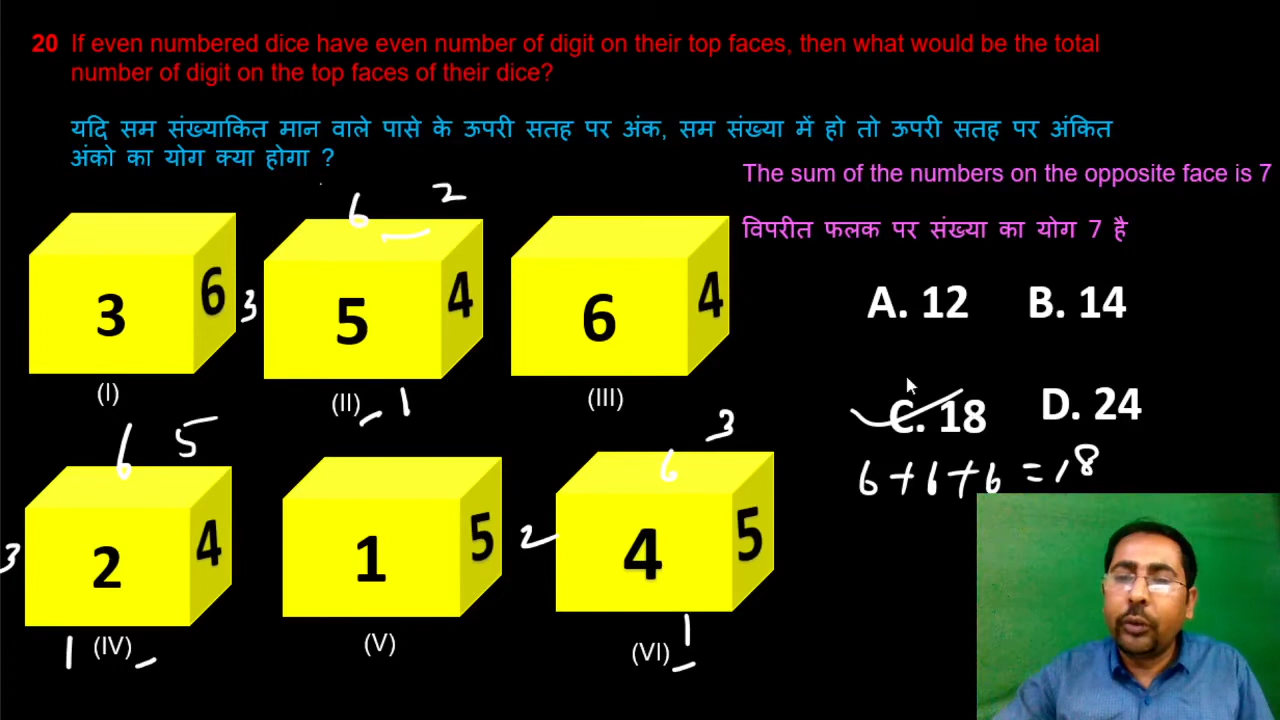 20 If even numbered dice have even number of digit on their top faces, then what would be the total
number of digit on the top faces of their dice?
यदि सम संख्याकित मान वाले पासे के ऊपरी सतह पर अंक, सम संख्या में हो तो ऊपरी सतह पर अंकित
अंको का योग क्या होगा ?
The sum of the numbers on the opposite face is 7
विपरीत फलक पर संख्या का योग 7 है
6 2
3 6
3 5 4
6 4
(I)
(II) 1
(III)
A. 12 B. 14
C. 18 D. 24
6+6+6=18
6 5
6 3
3 2 4
1 5
2 4 5
1 (IV)
(V)
1
(VI)